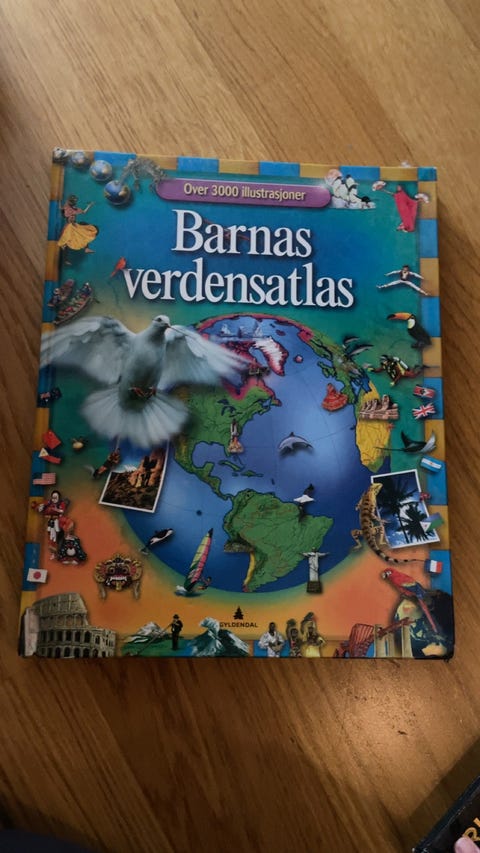 Over 3000 illustrasjoner
Barnas
verdensatlas
GYLDENDAL